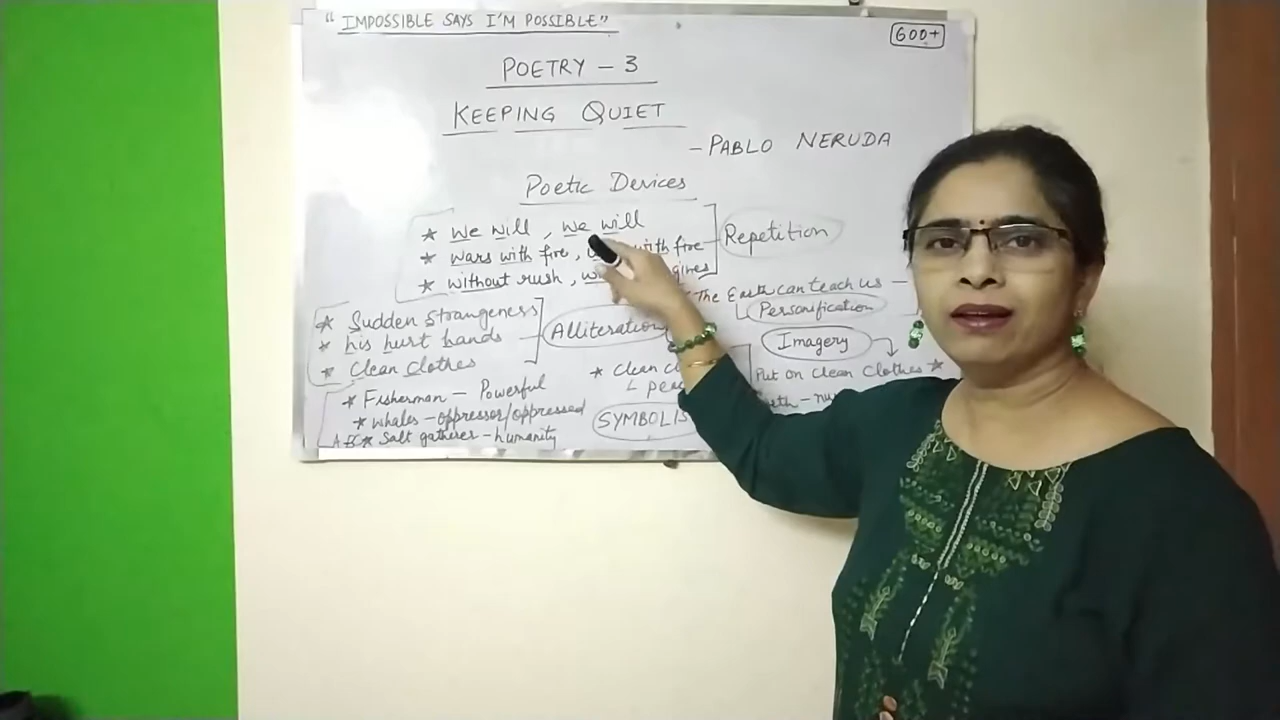 "IMPOSSIBLE SAYS I'M POSSIBLE"
600+
POETRY - 3
KEEPING QUIET
- PABLO NERUDA
Poetic Devices
* We will, we will
* wars with fire, with fire
* without rush,
Repetition
The Earth can teach us -
Personification
* Sudden strangeness
* his hurt hands
* Clean clothes
Alliteration
Imagery
Put on Clean Clothes *
* Clean
* Fisherman - Powerful
* whales - oppressor/oppressed
* Salt gatherer - humanity
SYMBOLIS